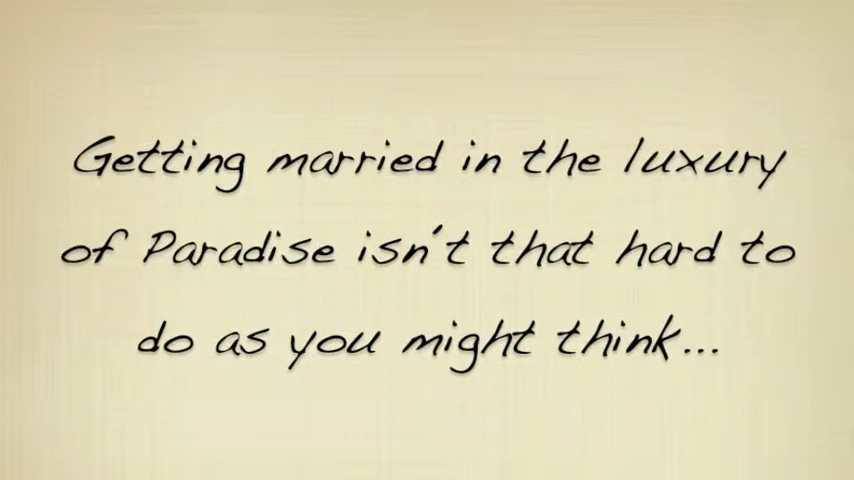 Getting married in the luxury
of Paradise isn't that hard to
do as you might think...